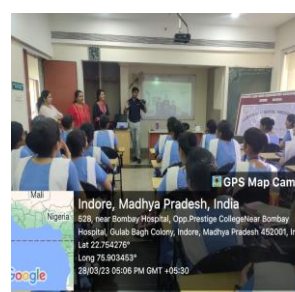 GPS Map Cam
Mali
Nigeria
Google
Indore, Madhya Pradesh, India
528, near Bombay Hospital, Opp.Prestige CollegeNear Bombay
Hospital, Gulab Bagh Colony, Indore, Madhya Pradesh 452001, In
Lat 22.754276°
Long 75.903453°
28/03/23 05:06 PM GMT +05:30